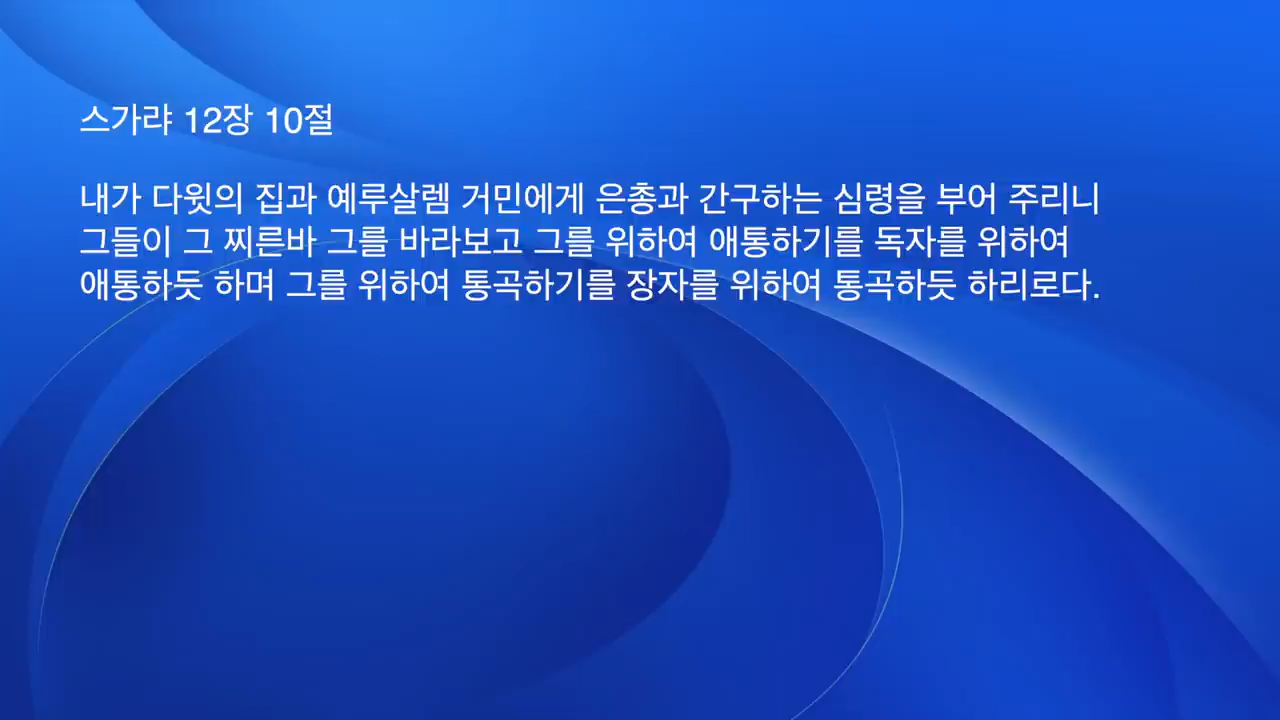 스가랴 12장 10절
내가 다윗의 집과 예루살렘 거민에게 은총과 간구하는 심령을 부어 주리니
그들이 그 찌른바 그를 바라보고 그를 위하여 애통하기를 독자를 위하여
애통하듯 하며 그를 위하여 통곡하기를 장자를 위하여 통곡하듯 하리로다.